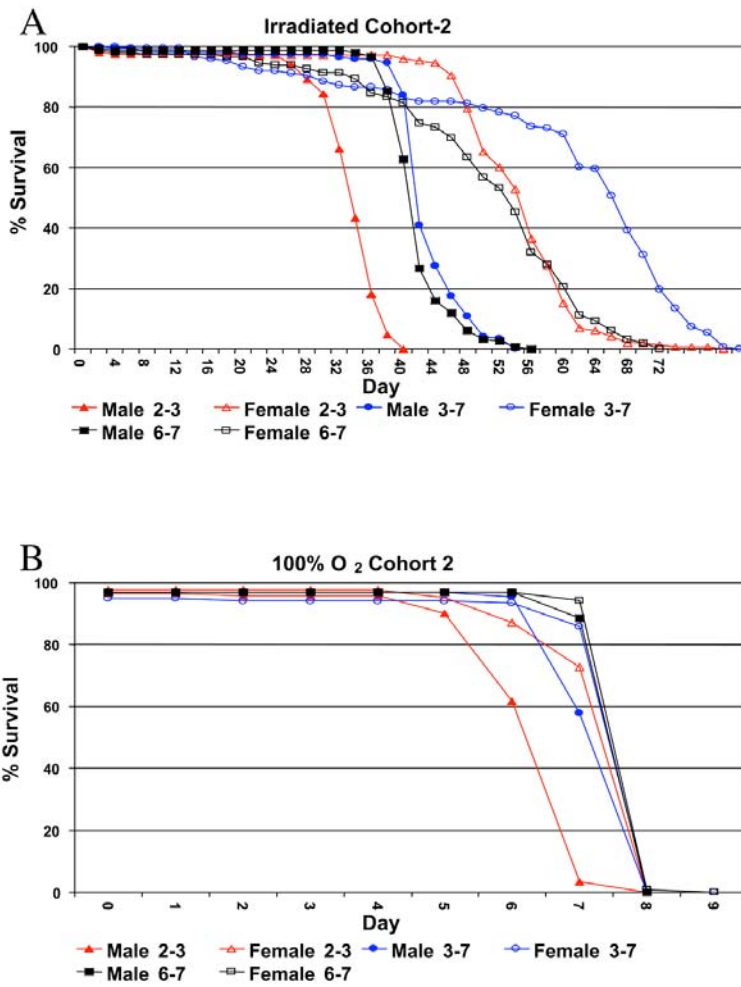 A
Irradiated Cohort-2
% Survival
100
80
60
40
20
0
0 4 8 12 16 20 24 28 32 36 40 44 48 52 56 60 64 68 72
Day
Male 2-3 Female 2-3 Male 3-7 Female 3-7
Male 6-7 Female 6-7
B
100% O 2 Cohort 2
% Survival
100
80
60
40
20
0
0 1 2 3 4 5 6 7 8 9
Day
Male 2-3 Female 2-3 Male 3-7 Female 3-7
Male 6-7 Female 6-7